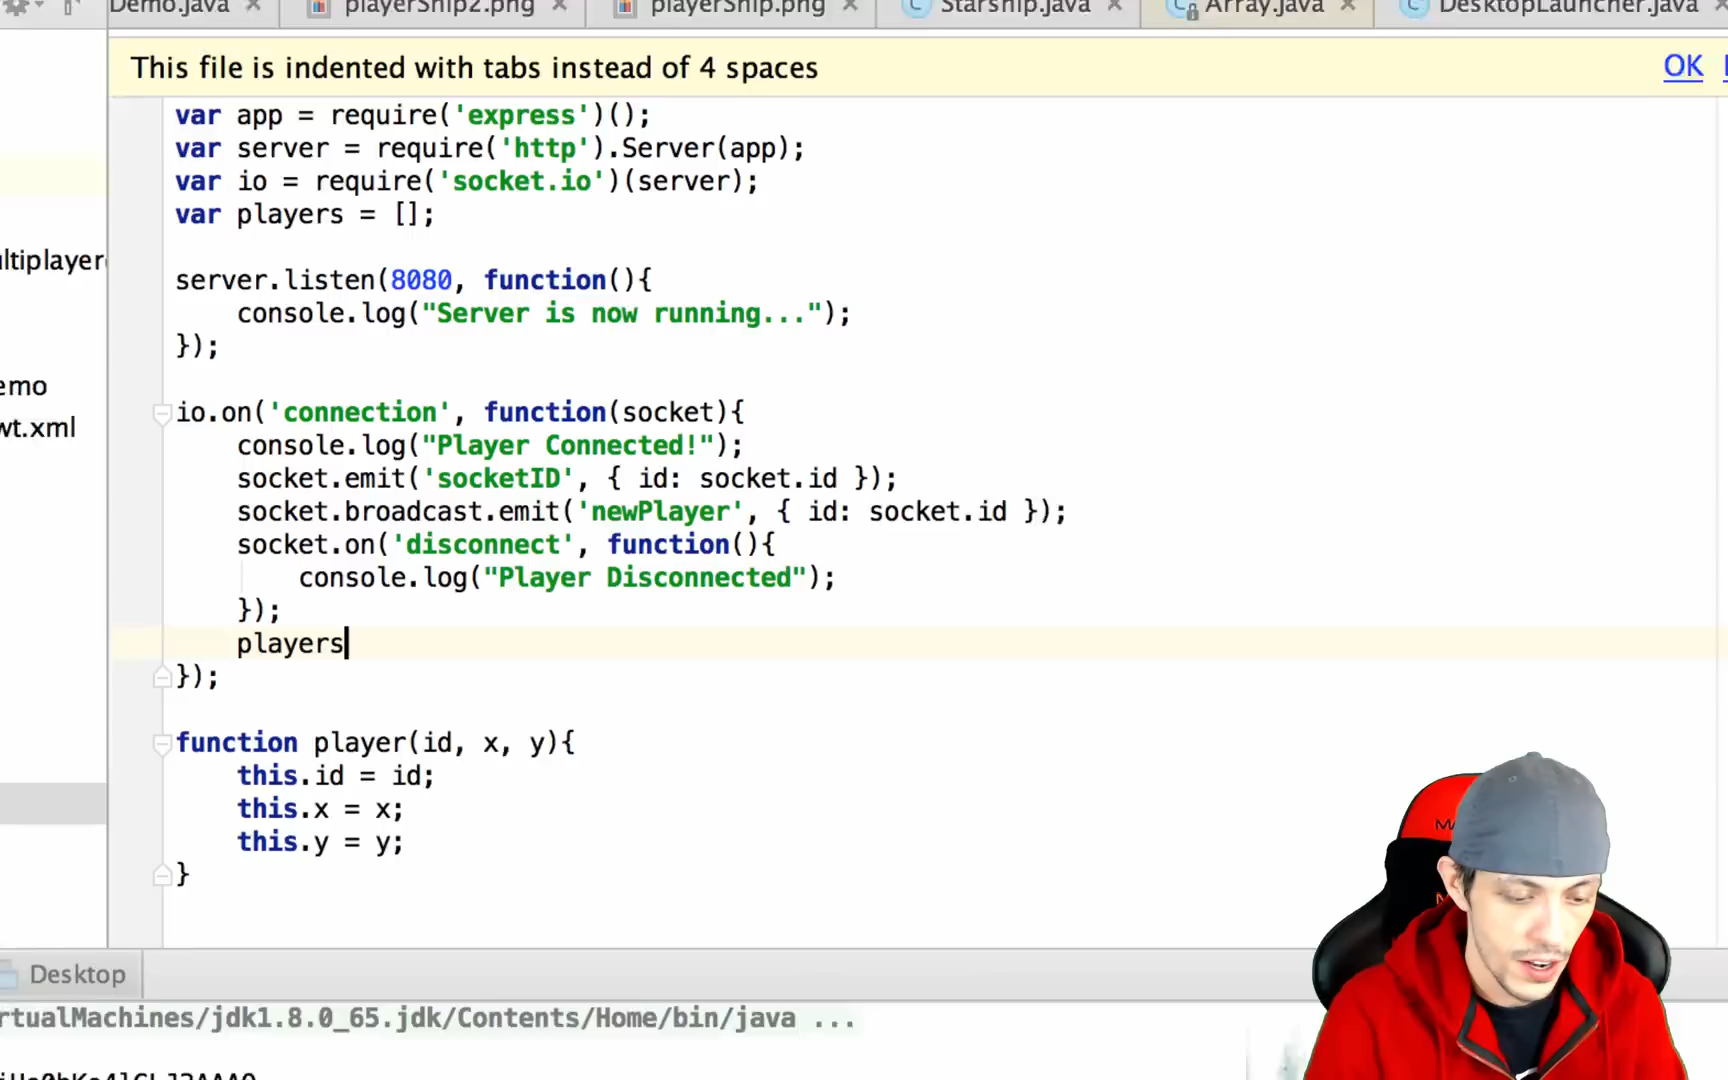 Demo.java
playerShip2.png
playerShip.png
Starship.java
Array.java
DesktopLauncher.java
This file is indented with tabs instead of 4 spaces
OK
var app = require('express')();
var server = require('http').Server(app);
var io = require('socket.io')(server);
var players = [];
ltiplayer
server.listen(8080, function(){
console.log("Server is now running...");
});
emo
wt.xml
io.on('connection', function(socket){
console.log("Player Connected!");
socket.emit('socketID', { id: socket.id });
socket.broadcast.emit('newPlayer', { id: socket.id });
socket.on('disconnect', function(){
console.log("Player Disconnected");
});
players
});
function player(id, x, y){
this.id = id;
this.x = x;
this.y = y;
}
Desktop
rtualMachines/jdk1.8.0_65.jdk/Contents/Home/bin/java ...